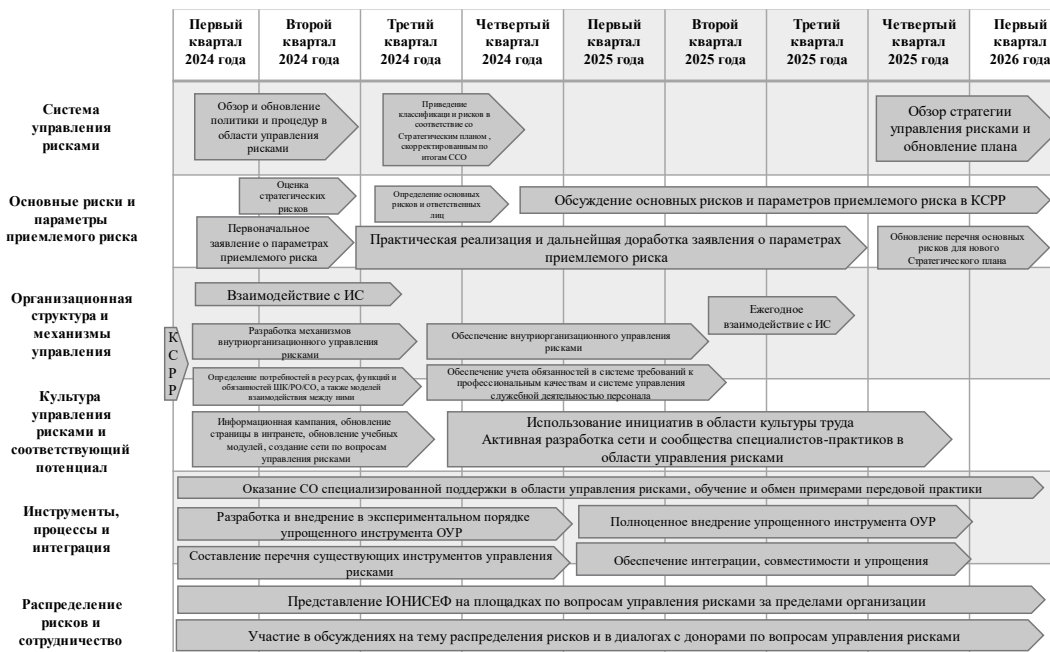 Первый
квартал
2024 года
Второй
квартал
2024 года
Третий
квартал
2024 года
Четвертый
квартал
2024 года
Первый
квартал
2025 года
Второй
квартал
2025 года
Третий
квартал
2025 года
Четвертый
квартал
2025 года
Первый
квартал
2026 года
Система
управления
рисками
Обзор и обновление
политики и процедур в
области управления
рисками
Приведение
классификаци и рисков в
соответствие со
Стратегическим планом ,
скорректированным по
итогам ССО
Обзор стратегии
управления рисками и
обновление плана
Основные риски и
параметры
приемлемого риска
Оценка
стратегических
рисков
Определение основных
рисков и ответственных
лиц
Обсуждение основных рисков и параметров приемлемого риска в КСРР
Первоначальное
заявление о параметрах
приемлемого риска
Практическая реализация и дальнейшая доработка заявления о параметрах
приемлемого риска
Обновление перечня основных
рисков для нового
Стратегического плана
Организационная
структура и
механизмы
управления
К
С
Р
Р
Взаимодействие с ИС
Ежегодное
взаимодействие с ИС
Разработка механизмов
внутриорганизационного управления
рисками
Обеспечение внутриорганизационного управления
рисками
Определение потребностей в ресурсах, функций и
обязанностей ШК/РО/СО, а также моделей
взаимодействия между ними
Обеспечение учета обязанностей в системе требований к
профессиональным качествам и системе управления
служебной деятельностью персонала
Культура
управления
рисками и
соответствующий
потенциал
Информационная кампания, обновление
страницы в интранете, обновление учебных
модулей, создание сети по вопросам
управления рисками
Использование инициатив в области культуры труда
Активная разработка сети и сообщества специалистов-практиков в
области управления рисками
Инструменты,
процессы и
интеграция
Оказание СО специализированной поддержки в области управления рисками, обучение и обмен примерами передовой практики
Разработка и внедрение в экспериментальном порядке
упрощенного инструмента ОУР
Полноценное внедрение упрощенного инструмента ОУР
Составление перечня существующих инструментов управления
рисками
Обеспечение интеграции, совместимости и упрощения
Распределение
рисков и
сотрудничество
Представление ЮНИСЕФ на площадках по вопросам управления рисками за пределами организации
Участие в обсуждениях на тему распределения рисков и в диалогах с донорами по вопросам управления рисками